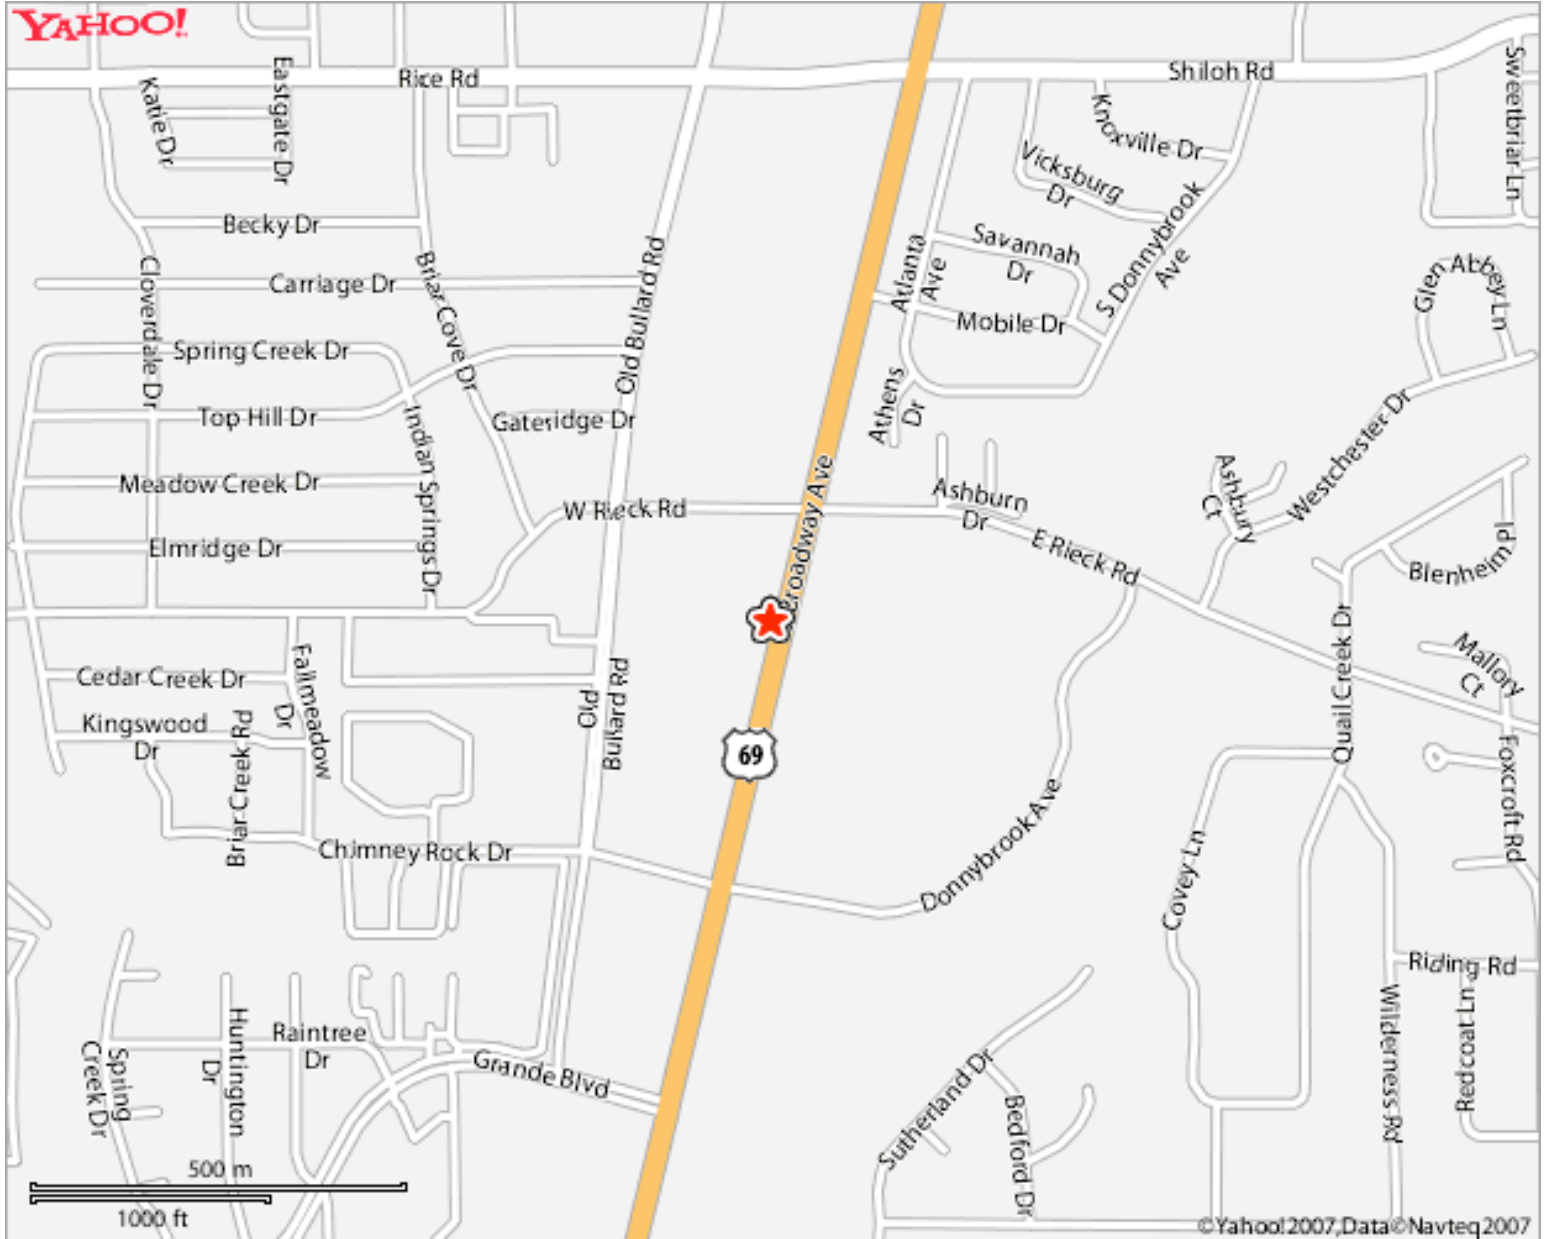 YAHOO!
Rice Rd
Shiloh Rd
Sweetbriar Ln
Katie Dr
Eastgate Dr
Knoxville Dr
Vicksburg
Dr
Becky Dr
Savannah
Dr
S Donnybrook
Ave
Atlanta
Ave
Carriage Dr
Cloverdale Dr
Briar Cove Dr
Old Bullard Rd
Mobile Dr
Glen Abbey Ln
Spring Creek Dr
Top Hill Dr
Gateridge Dr
Athens
Dr
Westchester Dr
Indian Springs Dr
Meadow Creek Dr
W Rieck Rd
Broadway Ave
Ashburn
Dr
Ashbury
Ct
E Rieck Rd
Elmridge Dr
Blenheim Pl
Quail Creek Dr
Mallory
Ct
Cedar Creek Dr
Fallmeadow
Dr
Old
Bullard Rd
Kingswood
Dr
Briar Creek Rd
69
Foxcroft Rd
Chimney Rock Dr
Donnybrook Ave
Covey Ln
Riding Rd
Redcoat Ln
Wilderness Rd
Raintree
Dr
Huntington
Dr
Spring
Creek Dr
Grande Blvd
Sutherland Dr
Bedford Dr
500 m
1000 ft
©Yahoo! 2007, Data © Navteq 2007